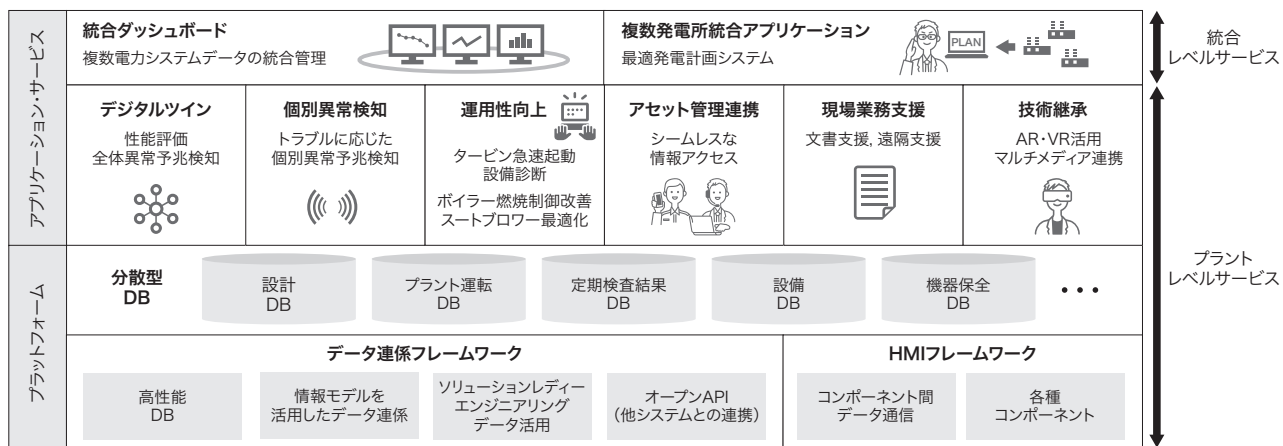 アプリケーション・サービス
統合ダッシュボード
複数電力システムデータの統合管理
複数発電所統合アプリケーション
最適発電計画システム
PLAN
統合
レベルサービス
デジタルツイン
性能評価
全体異常予兆検知
個別異常検知
トラブルに応じた
個別異常予兆検知
運用性向上
タービン急速起動
設備診断
ボイラー燃焼制御改善
スートブロワー最適化
アセット管理連携
シームレスな
情報アクセス
現場業務支援
文書支援, 遠隔支援
技術継承
AR・VR活用
マルチメディア連携
プラント
レベルサービス
プラットフォーム
分散型
DB
設計
DB
プラント運転
DB
定期検査結果
DB
設備
DB
機器保全
DB
•••
データ連係フレームワーク
高性能
DB
情報モデルを
活用したデータ連係
ソリューションレディー
エンジニアリング
データ活用
オープンAPI
(他システムとの連携)
HMIフレームワーク
コンポーネント間
データ通信
各種
コンポーネント